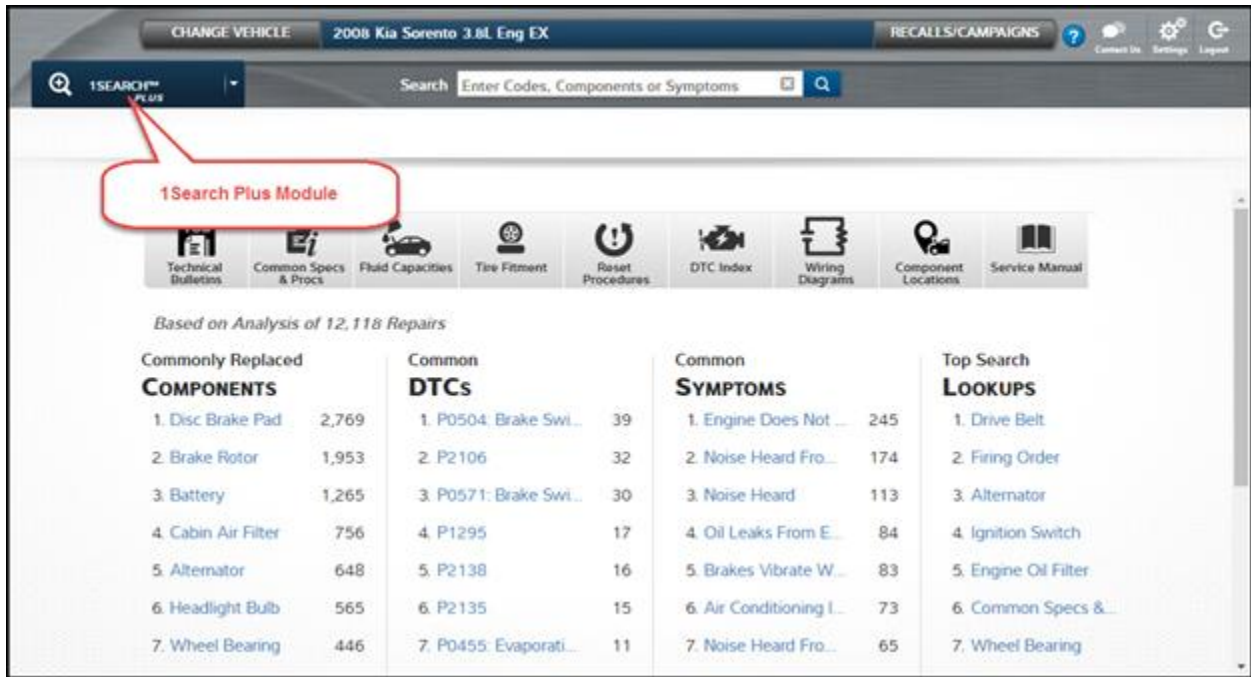 CHANGE VEHICLE 2008 Kia Sorento 3.8L Eng EX RECALLS/CAMPAIGNS ? Contact Us Settings Logout
1SEARCH™ PLUS Search Enter Codes, Components or Symptoms
1Search Plus Module
Technical Bulletins Common Specs & Procs Fluid Capacities Tire Fitment Reset Procedures DTC Index Wiring Diagrams Component Locations Service Manual
Based on Analysis of 12,118 Repairs
Commonly Replaced Common Common Top Search
COMPONENTS DTCs SYMPTOMS LOOKUPS
1. Disc Brake Pad 2,769 1. P0504: Brake Swi... 39 1. Engine Does Not ... 245 1. Drive Belt
2. Brake Rotor 1,953 2. P2106 32 2. Noise Heard Fro... 174 2. Firing Order
3. Battery 1,265 3. P0571: Brake Swi... 30 3. Noise Heard 113 3. Alternator
4. Cabin Air Filter 756 4. P1295 17 4. Oil Leaks From E... 84 4. Ignition Switch
5. Alternator 648 5. P2138 16 5. Brakes Vibrate W... 83 5. Engine Oil Filter
6. Headlight Bulb 565 6. P2135 15 6. Air Conditioning I... 73 6. Common Specs &...
7. Wheel Bearing 446 7. P0455: Evaporati... 11 7. Noise Heard Fro... 65 7. Wheel Bearing